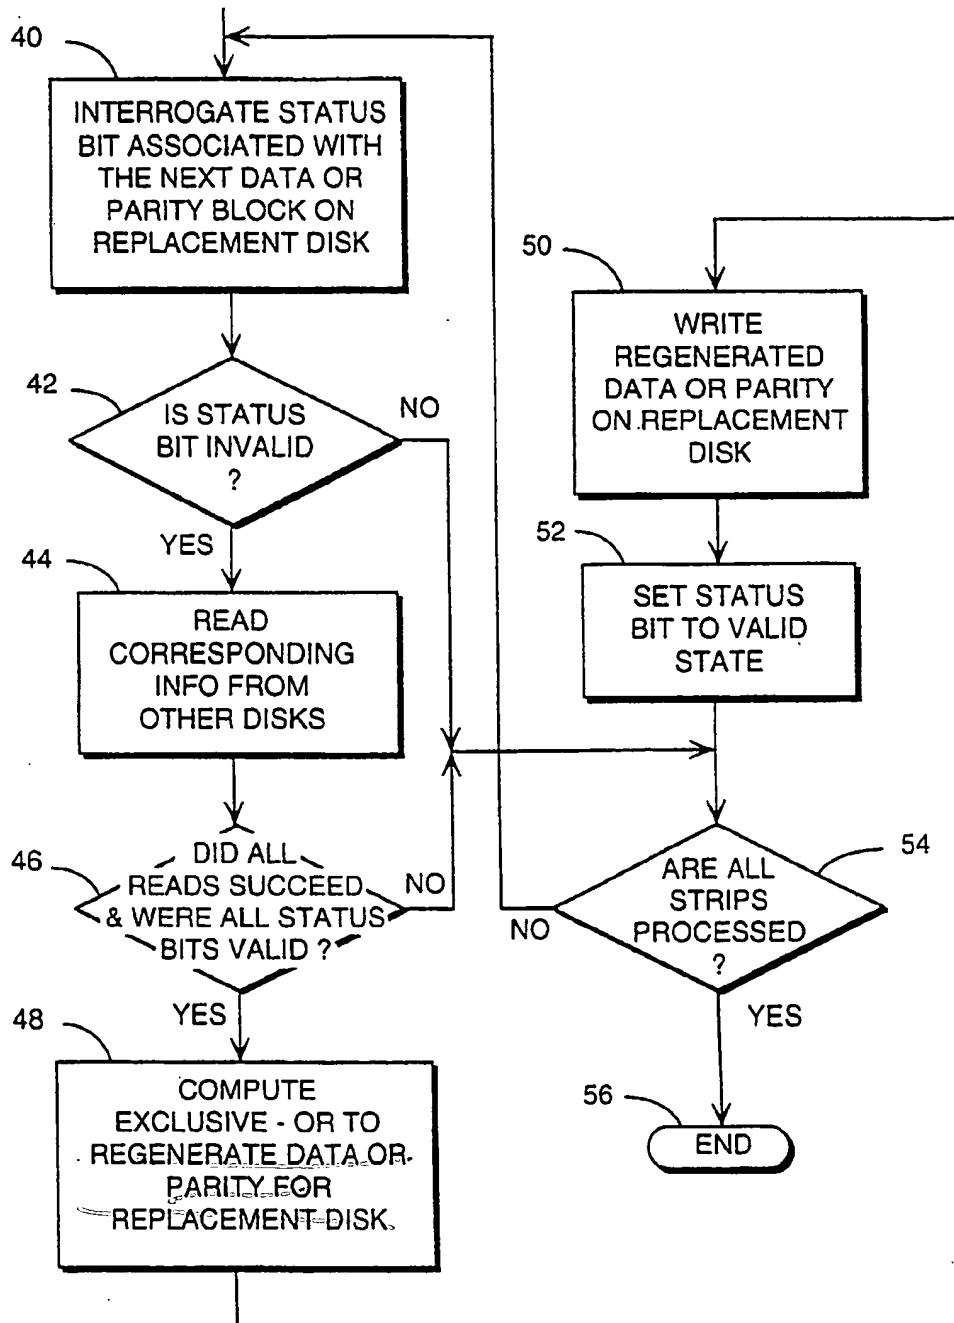 40
INTERROGATE STATUS
BIT ASSOCIATED WITH
THE NEXT DATA OR
PARITY BLOCK ON
REPLACEMENT DISK
42
IS STATUS
BIT INVALID
?
NO
YES
44
READ
CORRESPONDING
INFO FROM
OTHER DISKS
46
DID ALL
READS SUCCEED
& WERE ALL STATUS
BITS VALID ?
NO
YES
48
COMPUTE
EXCLUSIVE - OR TO
REGENERATE DATA OR
PARITY FOR
REPLACEMENT DISK
50
WRITE
REGENERATED
DATA OR PARITY
ON REPLACEMENT
DISK
52
SET STATUS
BIT TO VALID
STATE
54
ARE ALL
STRIPS
PROCESSED
?
NO
YES
56
END